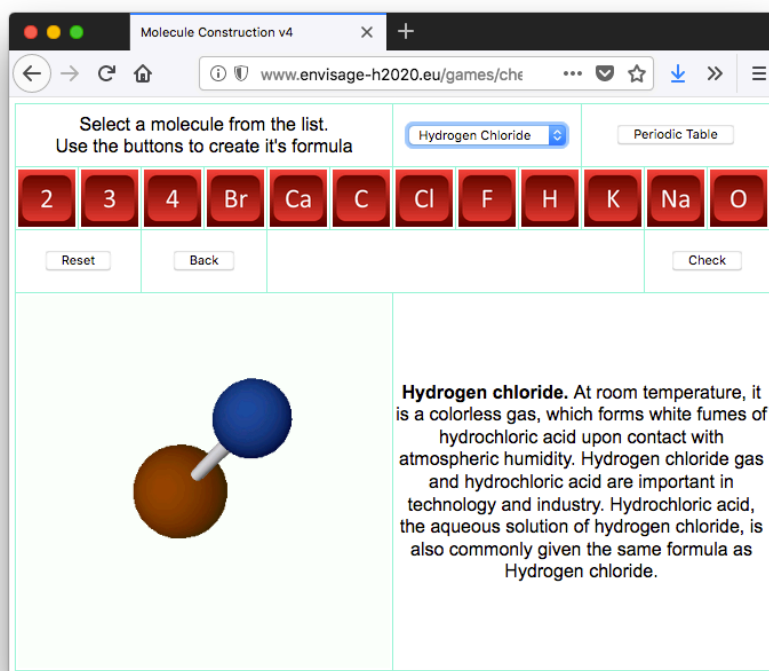 Molecule Construction v4
www.envisage-h2020.eu/games/che
Select a molecule from the list.
Use the buttons to create it's formula
Hydrogen Chloride
Periodic Table
2 3 4 Br Ca C Cl F H K Na O
Reset Back Check
Hydrogen chloride. At room temperature, it
is a colorless gas, which forms white fumes of
hydrochloric acid upon contact with
atmospheric humidity. Hydrogen chloride gas
and hydrochloric acid are important in
technology and industry. Hydrochloric acid,
the aqueous solution of hydrogen chloride, is
also commonly given the same formula as
Hydrogen chloride.